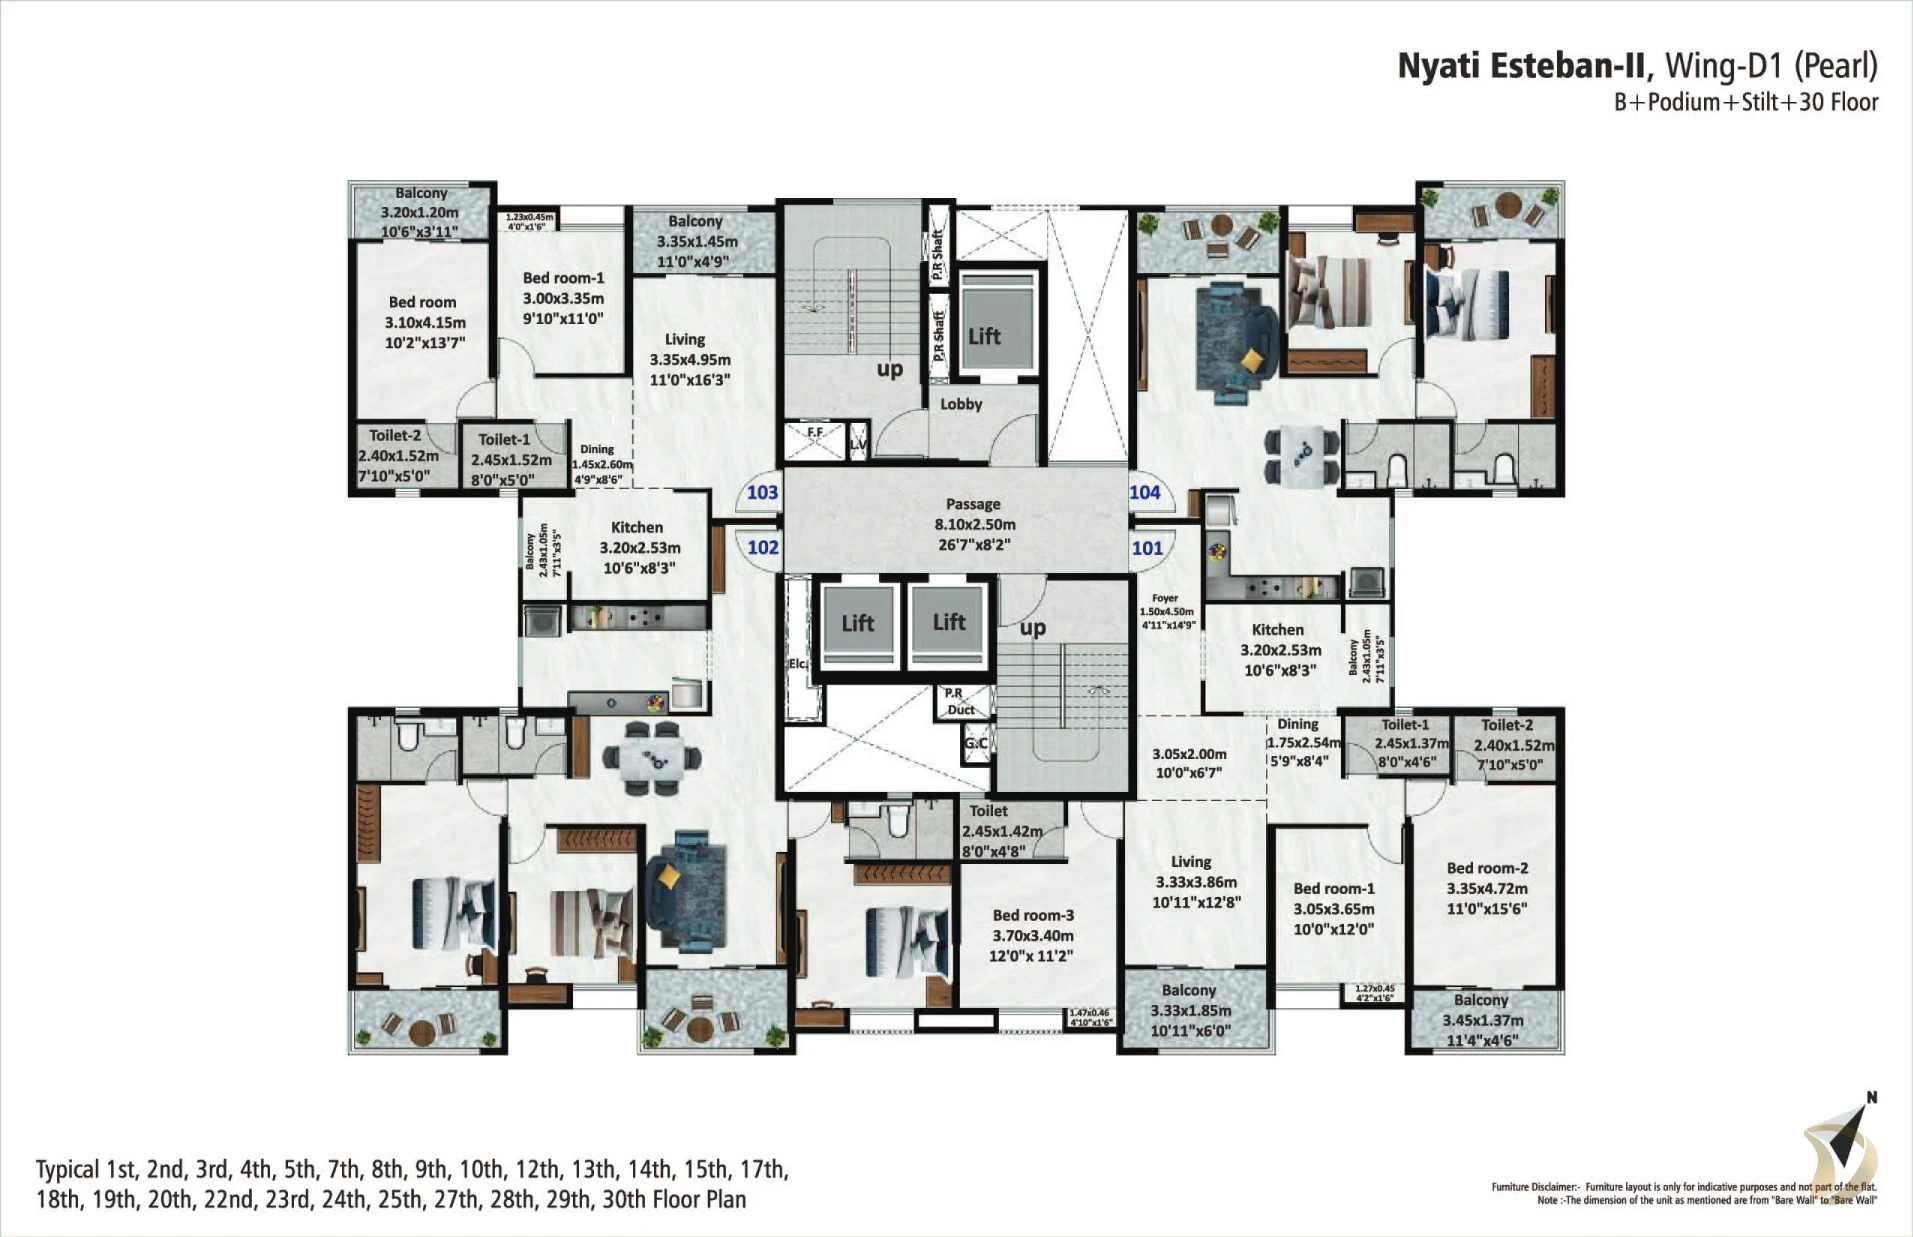 Nyati Esteban-II, Wing-D1 (Pearl)
B+Podium+Stilt+30 Floor
Balcony
3.20x1.20m
10'6"x3'11"
1.23x0.45m
4'0"x1'6"
Balcony
3.35x1.45m
11'0"x4'9"
Bed room
3.10x4.15m
10'2"x13'7"
Bed room-1
3.00x3.35m
9'10"x11'0"
Living
3.35x4.95m
11'0"x16'3"
Toilet-2
2.40x1.52m
7'10"x5'0"
Toilet-1
2.45x1.52m
8'0"x5'0"
Dining
1.45x2.60m
4'9"x8'6"
Balcony
2.43x1.05m
7'11"x3'5"
Kitchen
3.20x2.53m
10'6"x8'3"
103
102
up
P.R Shaft
P.R Shaft
Lift
Lobby
F.F
L.V
Passage
8.10x2.50m
26'7"x8'2"
104
101
Elc.
Lift
Lift
up
P.R
Duct
G.C
Foyer
1.50x4.50m
4'11"x14'9"
Kitchen
3.20x2.53m
10'6"x8'3"
Balcony
2.43x1.05m
7'11"x3'5"
3.05x2.00m
10'0"x6'7"
Dining
1.75x2.54m
5'9"x8'4"
Toilet-1
2.45x1.37m
8'0"x4'6"
Toilet-2
2.40x1.52m
7'10"x5'0"
Toilet
2.45x1.42m
8'0"x4'8"
Living
3.33x3.86m
10'11"x12'8"
Bed room-1
3.05x3.65m
10'0"x12'0"
Bed room-2
3.35x4.72m
11'0"x15'6"
Bed room-3
3.70x3.40m
12'0"x 11'2"
1.47x0.46
4'10"x1'6"
Balcony
3.33x1.85m
10'11"x6'0"
1.27x0.45
4'2"x1'6"
Balcony
3.45x1.37m
11'4"x4'6"
N
Typical 1st, 2nd, 3rd, 4th, 5th, 7th, 8th, 9th, 10th, 12th, 13th, 14th, 15th, 17th,
18th, 19th, 20th, 22nd, 23rd, 24th, 25th, 27th, 28th, 29th, 30th Floor Plan
Furniture Disclaimer:- Furniture layout is only for indicative purposes and not part of the flat.
Note :-The dimension of the unit as mentioned are from "Bare Wall" to "Bare Wall"